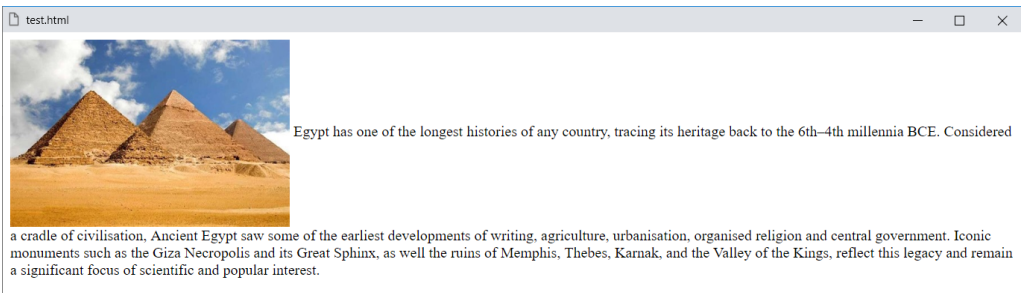 test.html
Egypt has one of the longest histories of any country, tracing its heritage back to the 6th–4th millennia BCE. Considered
a cradle of civilisation, Ancient Egypt saw some of the earliest developments of writing, agriculture, urbanisation, organised religion and central government. Iconic
monuments such as the Giza Necropolis and its Great Sphinx, as well the ruins of Memphis, Thebes, Karnak, and the Valley of the Kings, reflect this legacy and remain
a significant focus of scientific and popular interest.